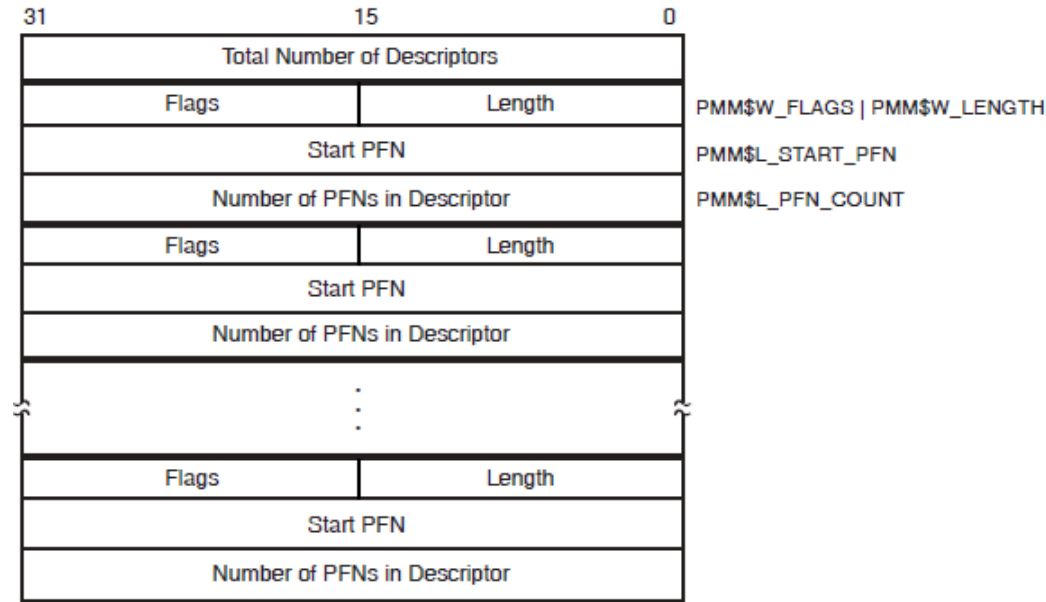 31 15 0
Total Number of Descriptors
Flags Length PMM$W_FLAGS | PMM$W_LENGTH
Start PFN PMM$L_START_PFN
Number of PFNs in Descriptor PMM$L_PFN_COUNT
Flags Length
Start PFN
Number of PFNs in Descriptor
Flags Length
Start PFN
Number of PFNs in Descriptor